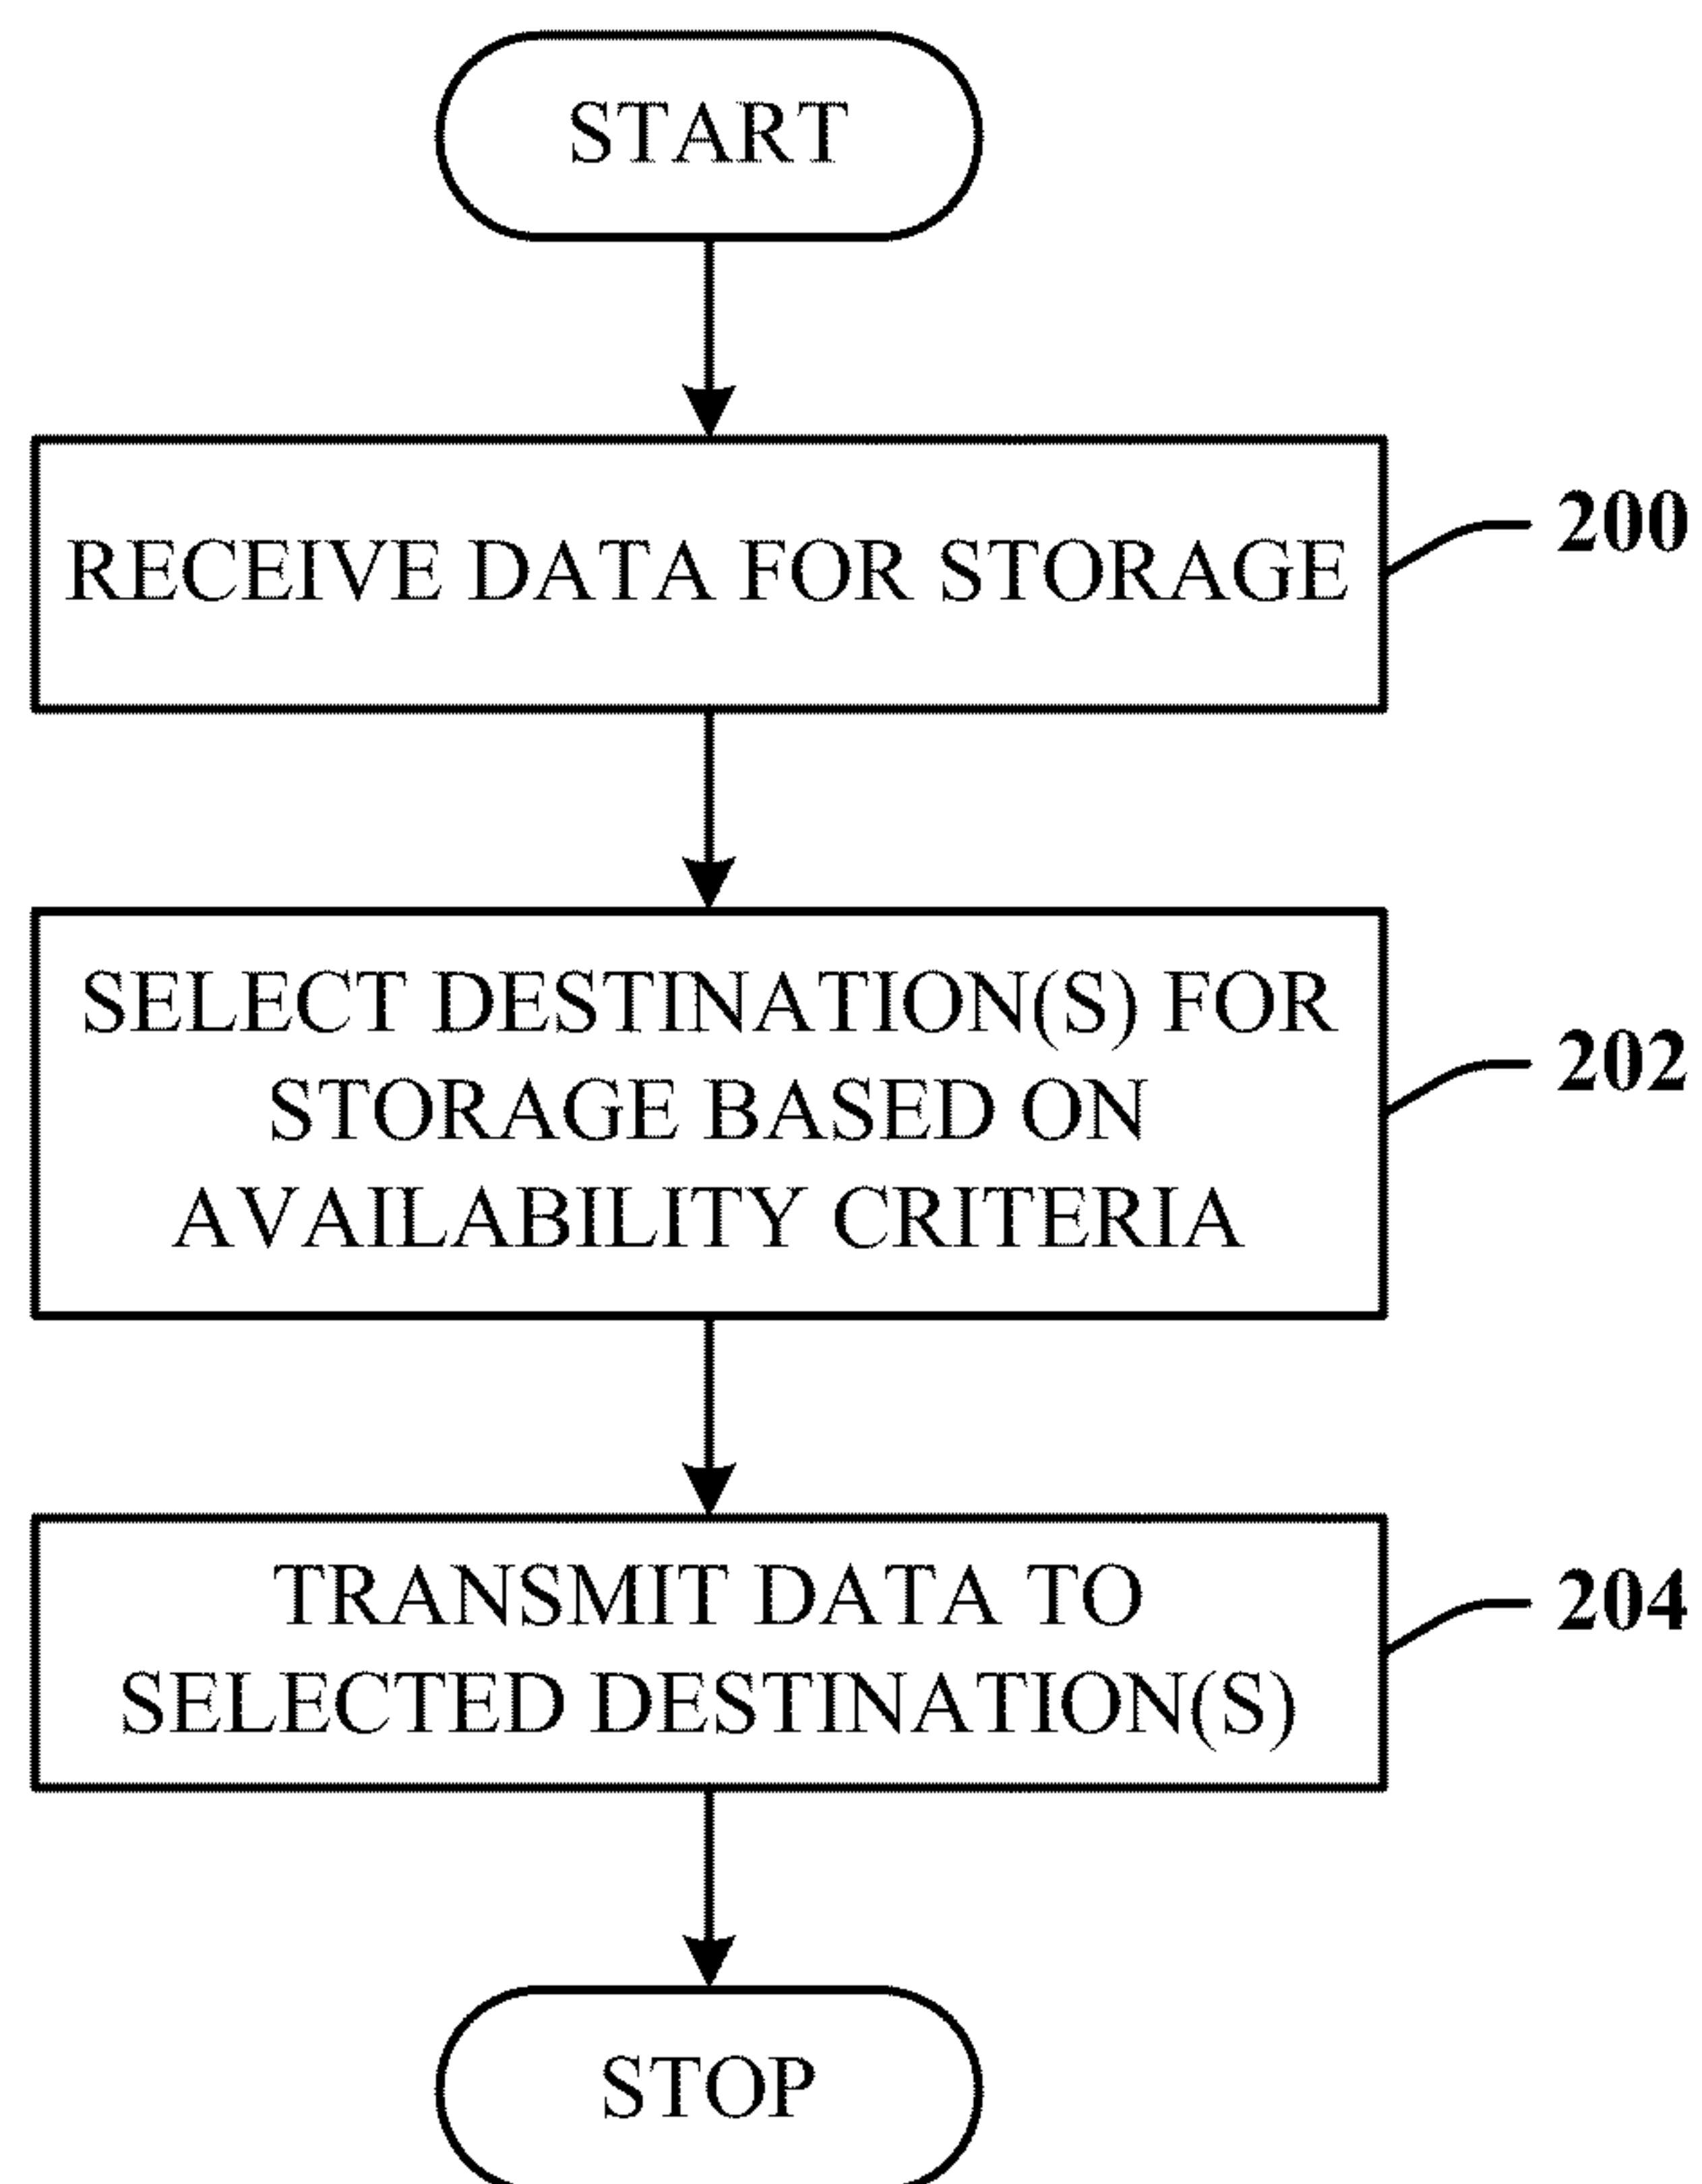 START
RECEIVE DATA FOR STORAGE
200
SELECT DESTINATION(S) FOR
STORAGE BASED ON
AVAILABILITY CRITERIA
202
TRANSMIT DATA TO
SELECTED DESTINATION(S)
204
STOP